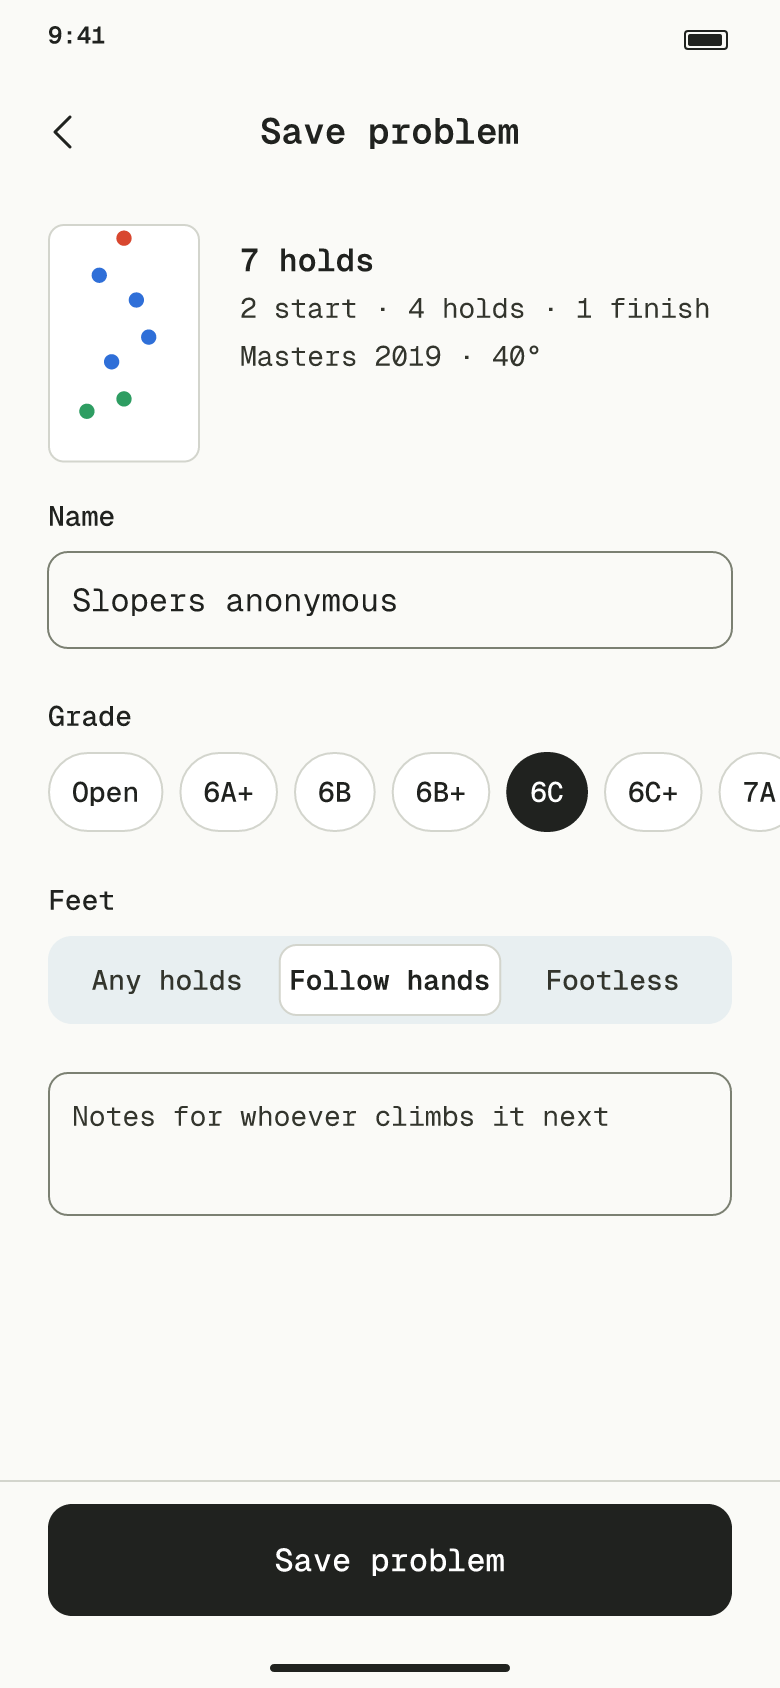 9:41
Save problem
7 holds
2 start · 4 holds · 1 finish
Masters 2019 · 40°
Name
Slopers anonymous
Grade
Open 6A+ 6B 6B+ 6C 6C+ 7A
Feet
Any holds Follow hands Footless
Notes for whoever climbs it next
Save problem